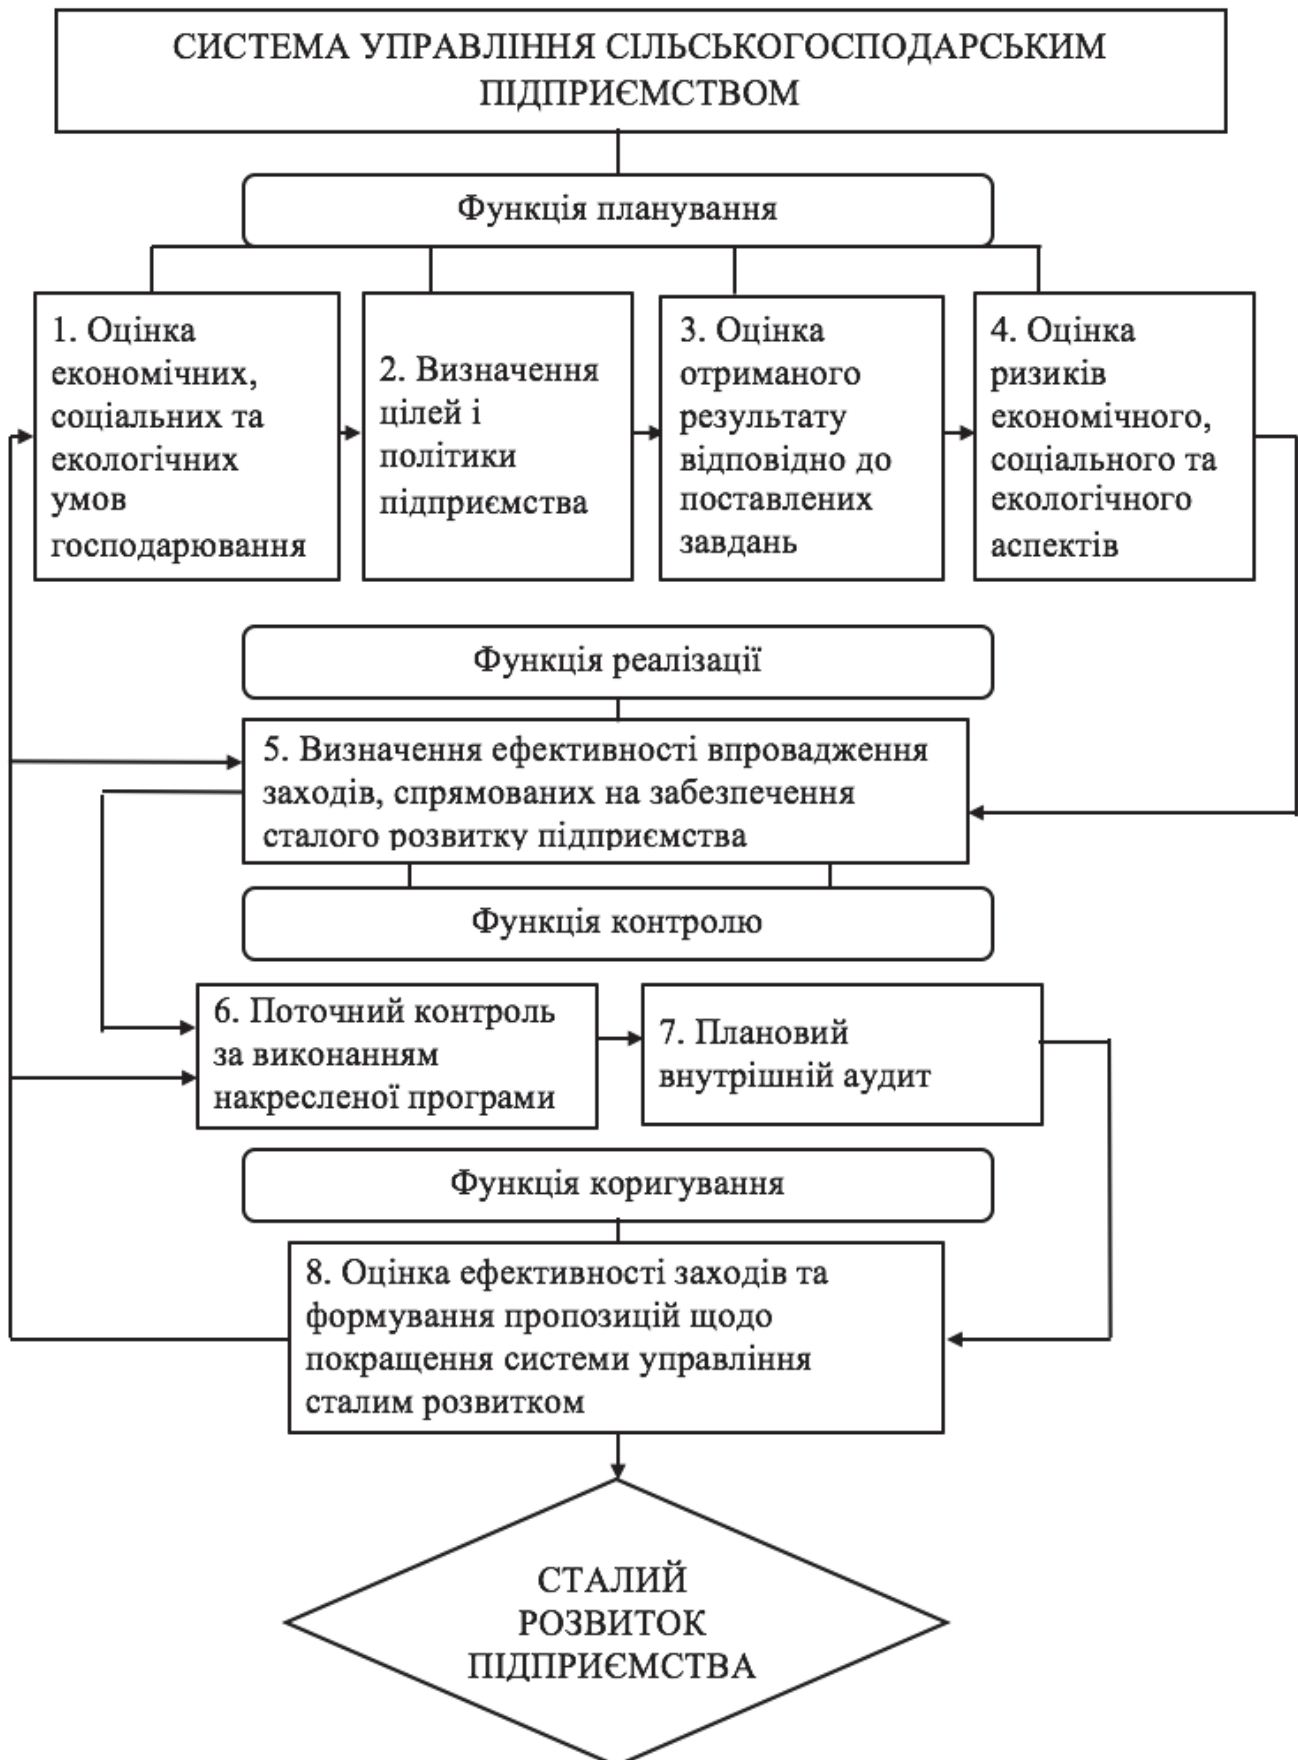 СИСТЕМА УПРАВЛІННЯ СІЛЬСЬКОГОСПОДАРСЬКИМ
ПІДПРИЄМСТВОМ
Функція планування
1. Оцінка
економічних,
соціальних та
екологічних
умов
господарювання
2. Визначення
цілей і
політики
підприємства
3. Оцінка
отриманого
результату
відповідно до
поставлених
завдань
4. Оцінка
ризиків
економічного,
соціального та
екологічного
аспектів
Функція реалізації
5. Визначення ефективності впровадження
заходів, спрямованих на забезпечення
сталого розвитку підприємства
Функція контролю
6. Поточний контроль
за виконанням
накресленої програми
7. Плановий
внутрішній аудит
Функція коригування
8. Оцінка ефективності заходів та
формування пропозицій щодо
покращення системи управління
сталим розвитком
СТАЛИЙ
РОЗВИТОК
ПІДПРИЄМСТВА